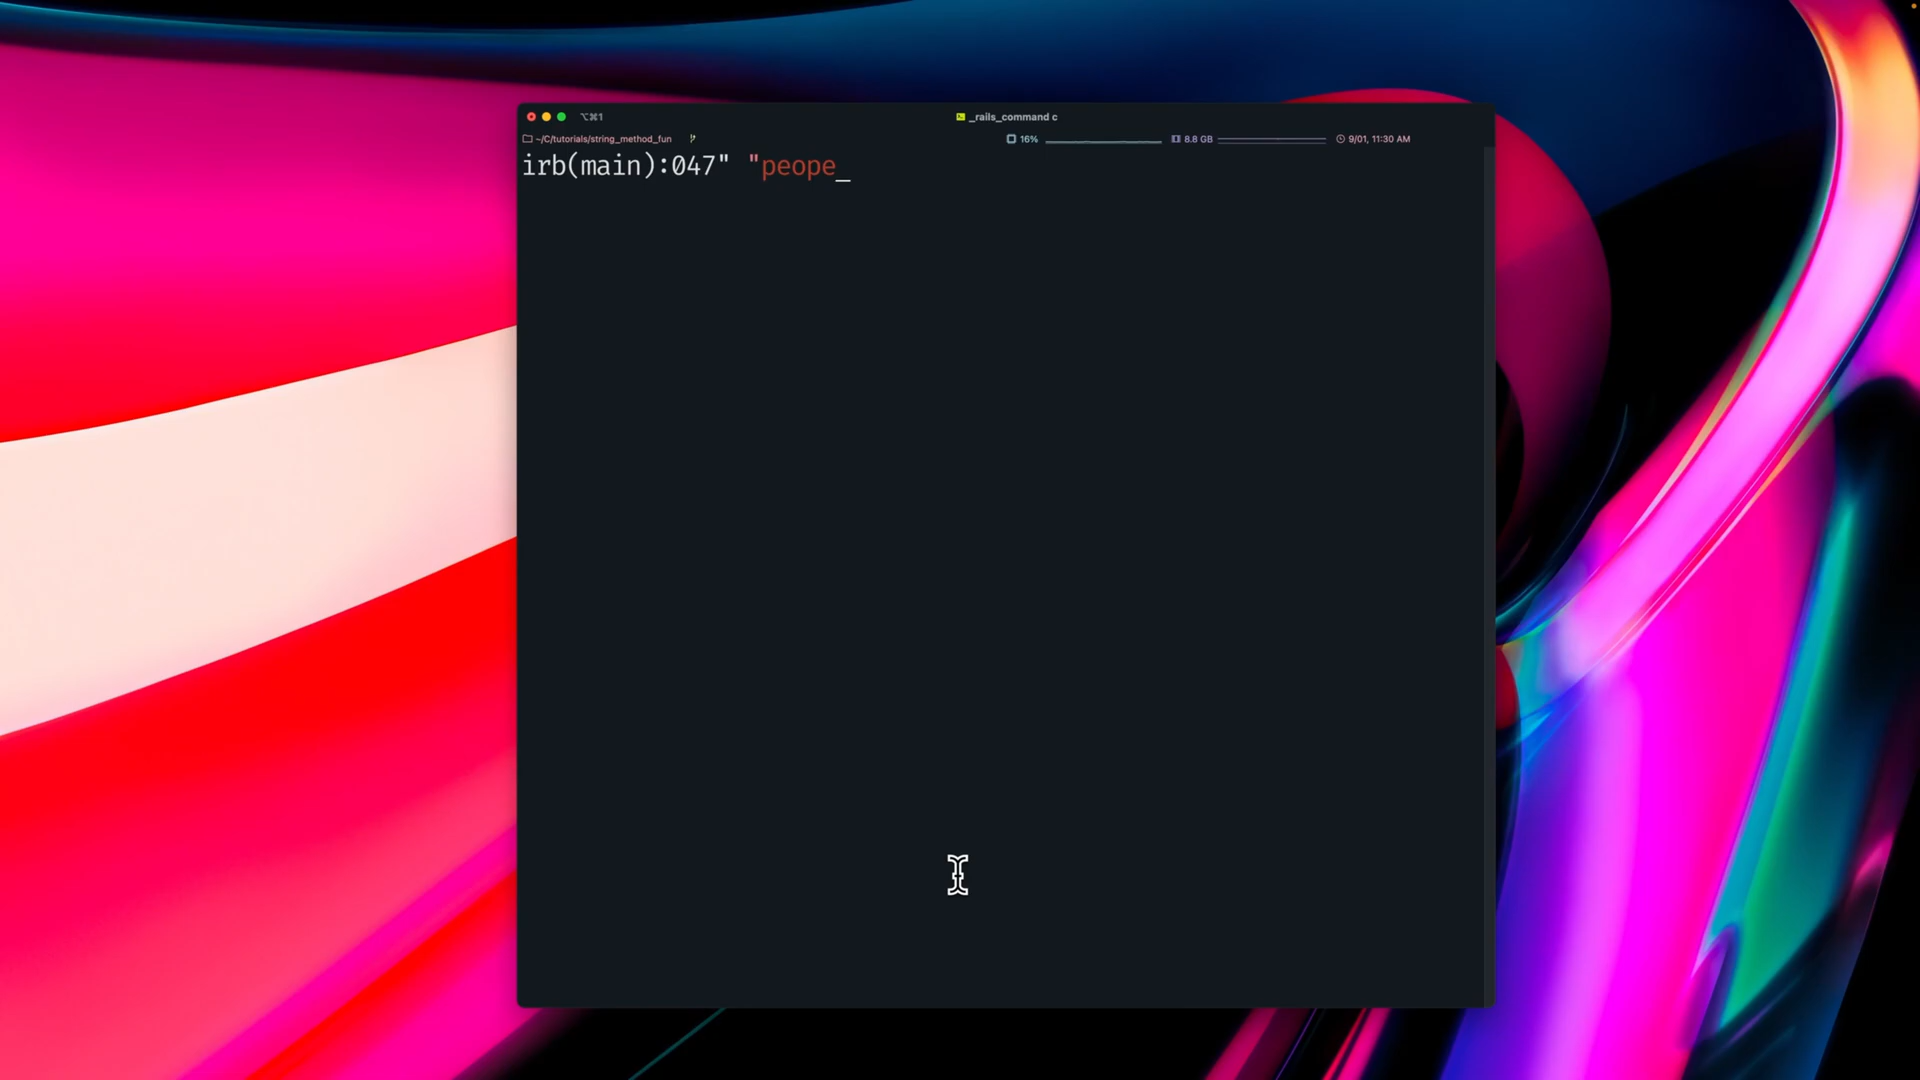 ⌥⌘1
_rails_command c
~/C/tutorials/string_method_fun
16%
8.8 GB
9/01, 11:30 AM
irb(main):047" "peope_